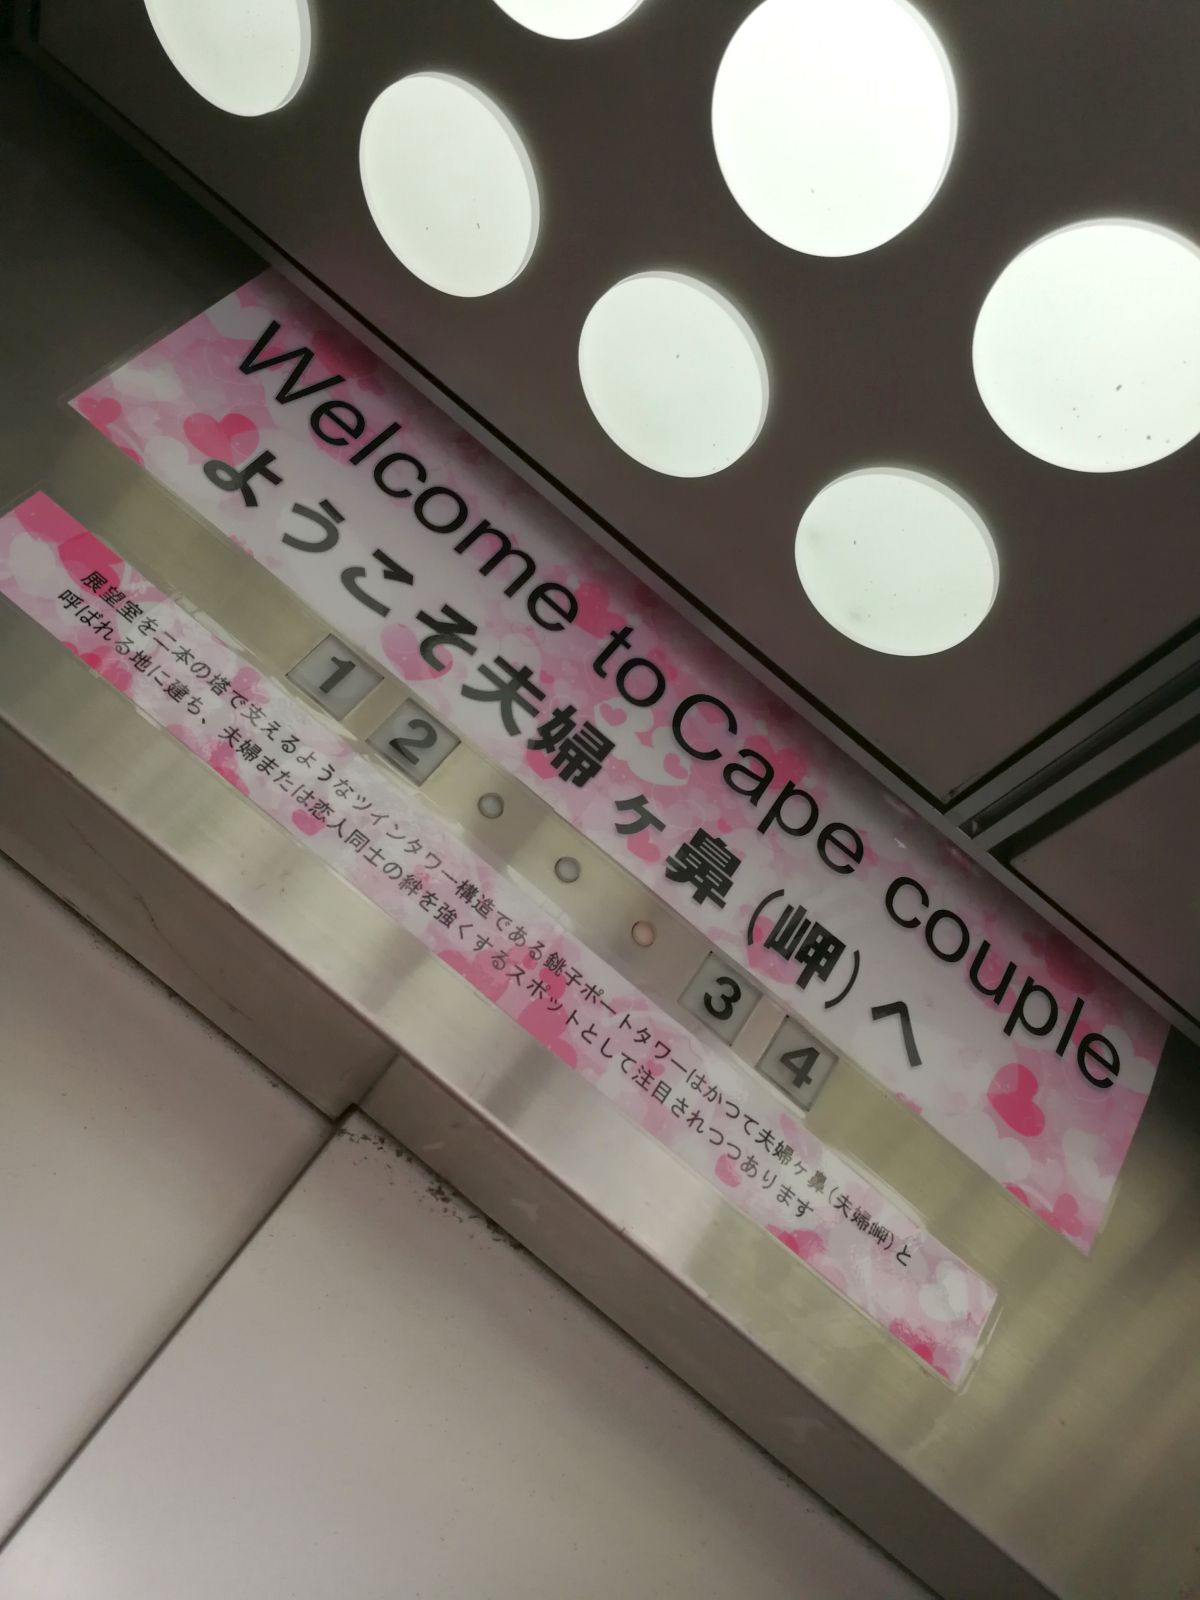 Welcome to Cape couple
ようこそ夫婦ヶ鼻(岬)へ
1 2 3 4
展望室を二本の塔で支えるようなツインタワー構造である銚子ポートタワーはかつて夫婦ヶ鼻(夫婦岬)と
呼ばれる地に建ち、夫婦または恋人同士の絆を強くするスポットとして注目されつつあります